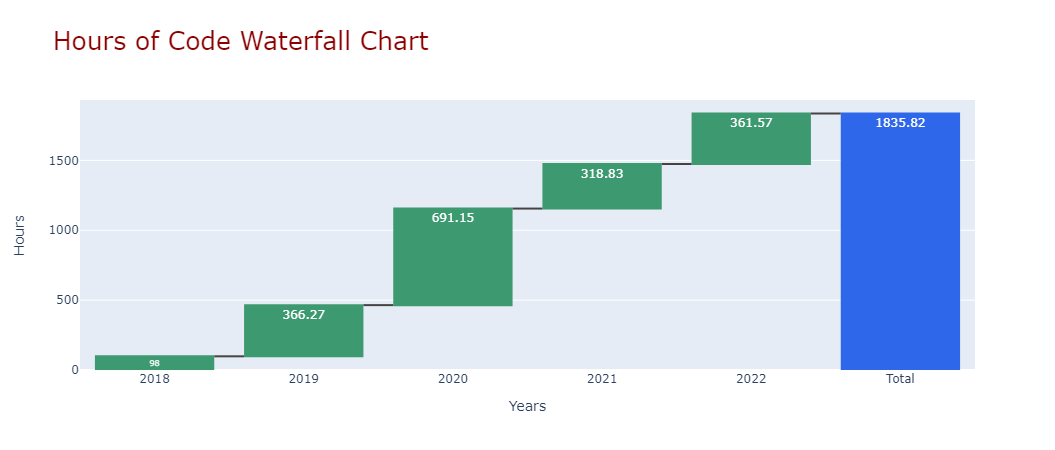 Hours of Code Waterfall Chart
1835.82
361.57
1500
318.83
691.15
1000
Hours
500
366.27
98
0
2018 2019 2020 2021 2022 Total
Years